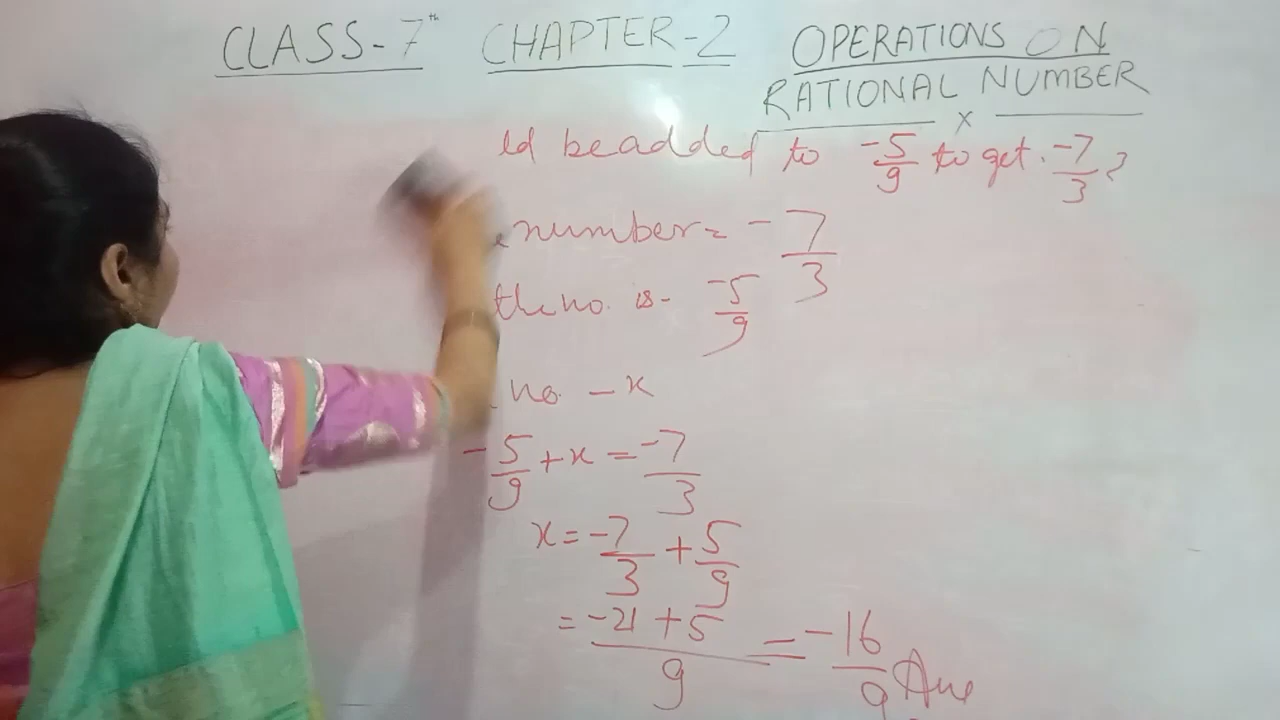 CLASS-7th CHAPTER-2 OPERATIONS ON
RATIONAL NUMBER
x
ld be added to -5/9 to get. -7/3?
number = -7/3
the no. is - -5/9
no. - x
-5/9 + x = -7/3
x = -7/3 + 5/9
= -21 + 5/9 = -16/9 Ans